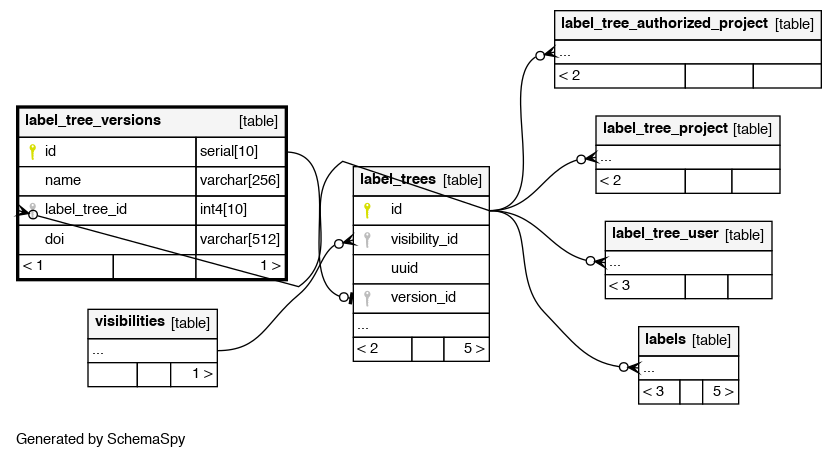 label_tree_authorized_project [table]
...
< 2
label_tree_versions [table]
id serial[10]
name varchar[256]
label_tree_id int4[10]
doi varchar[512]
< 1 1 >
label_tree_project [table]
...
< 2
label_trees [table]
id
visibility_id
uuid
version_id
...
< 2 5 >
label_tree_user [table]
...
< 3
visibilities [table]
...
1 >
labels [table]
...
< 3 5 >
Generated by SchemaSpy